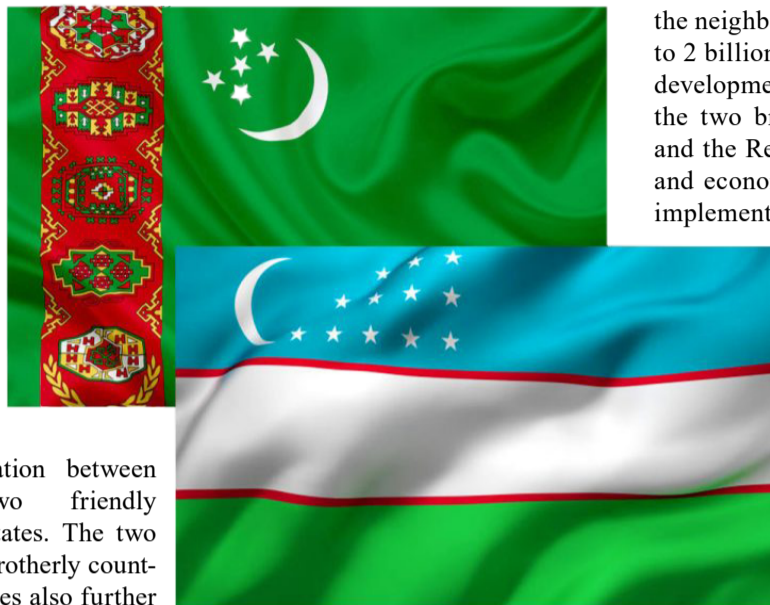 ation between
wo friendly
tates. The two
rotherly count-
es also further
the neighb
to 2 billion
developme
the two b
and the Re
and econo
implement